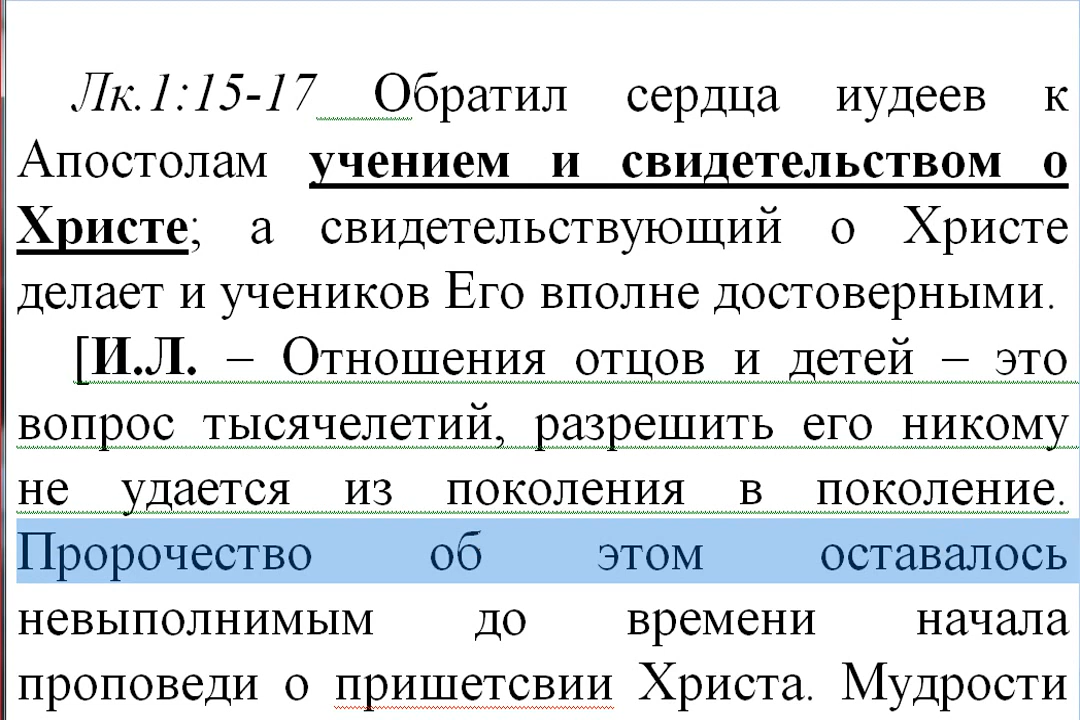 Лк.1:15-17 Обратил сердца иудеев к
Апостолам учением и свидетельством о
Христе; а свидетельствующий о Христе
делает и учеников Его вполне достоверными.
[И.Л. – Отношения отцов и детей – это
вопрос тысячелетий, разрешить его никому
не удается из поколения в поколение.
Пророчество об этом оставалось
невыполнимым до времени начала
проповеди о пришетсвии Христа. Мудрости